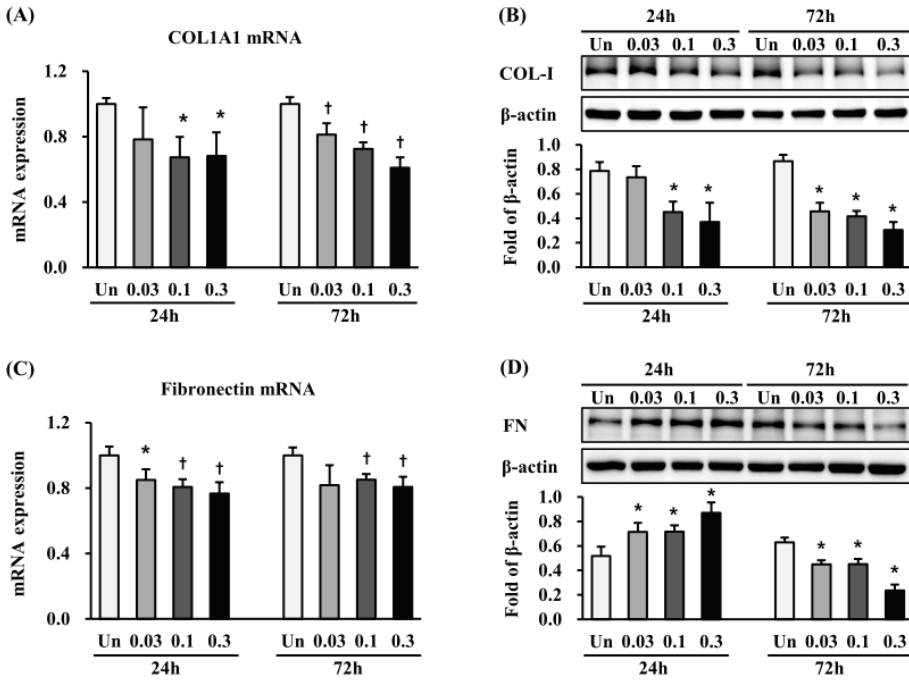 (A)
COL1A1 mRNA
mRNA expression
1.2
0.8
0.4
0.0
* *
† † †
Un 0.03 0.1 0.3 Un 0.03 0.1 0.3
24h 72h
(B)
24h 72h
Un 0.03 0.1 0.3 Un 0.03 0.1 0.3
COL-I
β-actin
Fold of β-actin
1.0
0.8
0.6
0.4
0.2
0.0
* * * * *
Un 0.03 0.1 0.3 Un 0.03 0.1 0.3
24h 72h
(C)
Fibronectin mRNA
mRNA expression
1.2
0.8
0.4
0.0
* † † † †
Un 0.03 0.1 0.3 Un 0.03 0.1 0.3
24h 72h
(D)
24h 72h
Un 0.03 0.1 0.3 Un 0.03 0.1 0.3
FN
β-actin
Fold of β-actin
1.0
0.8
0.6
0.4
0.2
0.0
* * * * * *
Un 0.03 0.1 0.3 Un 0.03 0.1 0.3
24h 72h